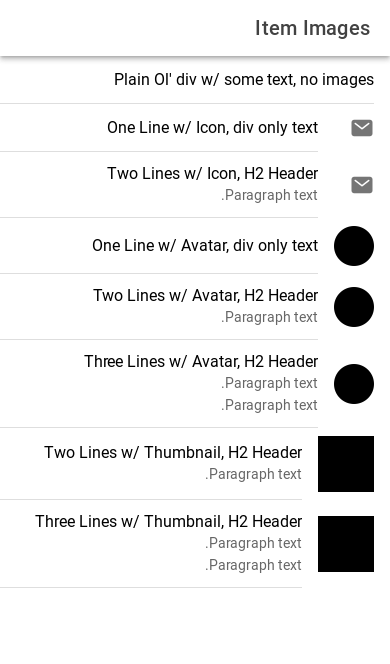 Item Images
Plain Ol' div w/ some text, no images
One Line w/ Icon, div only text
Two Lines w/ Icon, H2 Header
.Paragraph text
One Line w/ Avatar, div only text
Two Lines w/ Avatar, H2 Header
.Paragraph text
Three Lines w/ Avatar, H2 Header
.Paragraph text
.Paragraph text
Two Lines w/ Thumbnail, H2 Header
.Paragraph text
Three Lines w/ Thumbnail, H2 Header
.Paragraph text
.Paragraph text